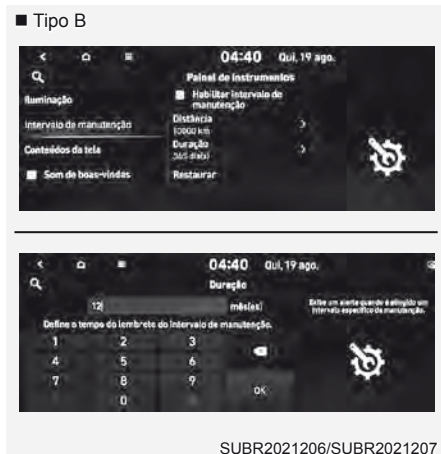 ■ Tipo B
04:40 Qui, 19 ago.
Painel de instrumentos
Iluminação
Habilitar intervalo de
manutenção
Intervalo de manutenção
Distância
10000 km
Conteúdos da tela
Duração
365 dia(s)
Som de boas-vindas
Restaurar
04:40 Qui, 19 ago.
Duração
12 mês(es)
Exibe um alerta quando é atingido um
intervalo específico de manutenção.
Define o tempo do lembrete do intervalo de manutenção.
1 2 3
4 5 6
7 8 9
OK
0
SUBR2021206/SUBR2021207